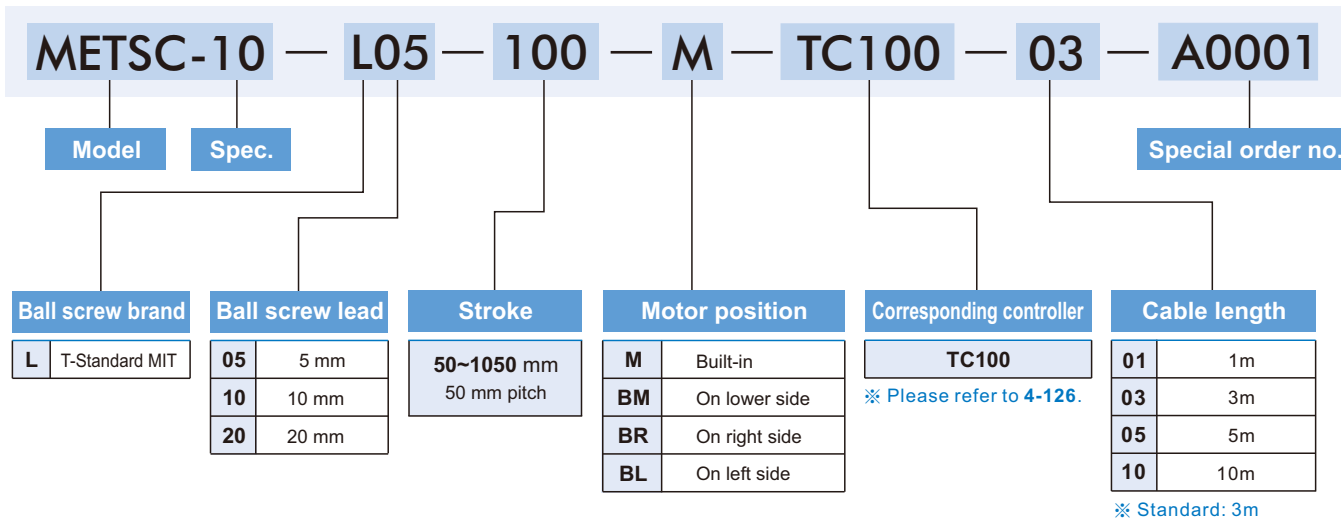 METSC-10 — L05 — 100 — M — TC100 — 03 — A0001
Model
Spec.
Special order no.
Ball screw brand
L T-Standard MIT
Ball screw lead
05 5 mm
10 10 mm
20 20 mm
Stroke
50~1050 mm
50 mm pitch
Motor position
M Built-in
BM On lower side
BR On right side
BL On left side
Corresponding controller
TC100
※ Please refer to 4-126.
Cable length
01 1m
03 3m
05 5m
10 10m
※ Standard: 3m